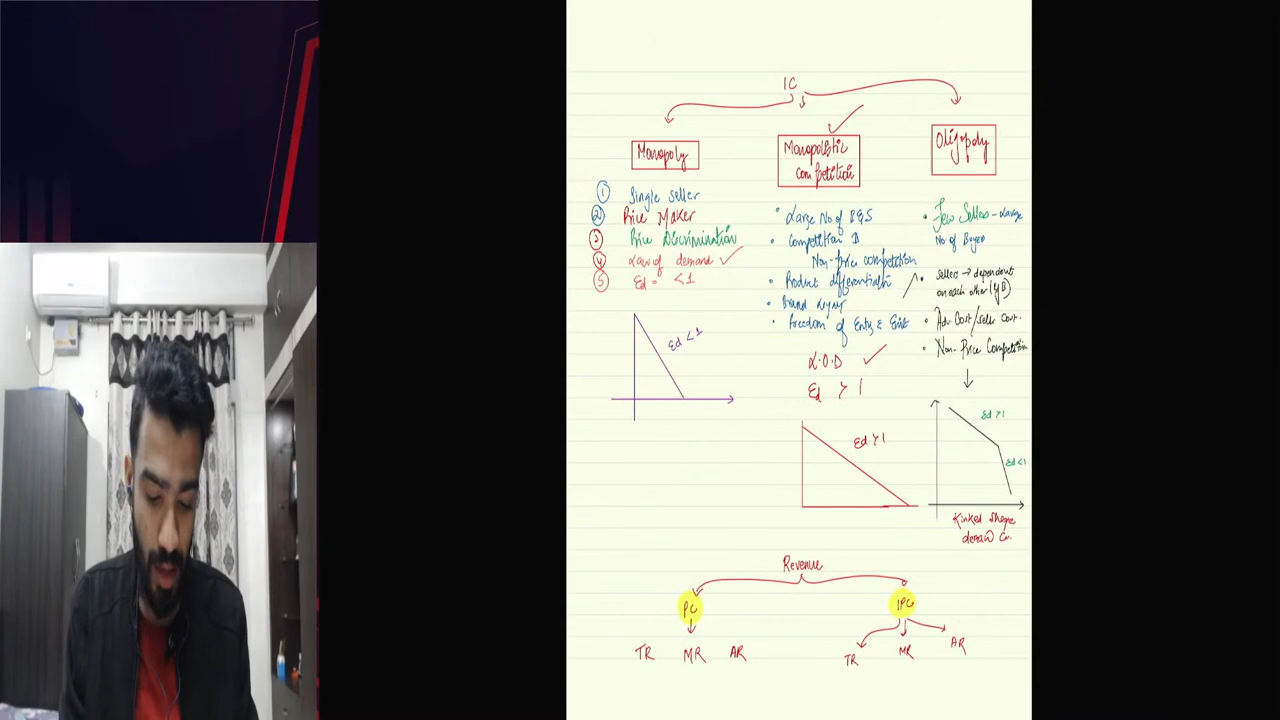 IC
Monopoly
① Single seller
② Price Maker
③ Price Discrimination
④ Law of demand ✓
⑤ Ed = <1
Ed < 1
Monopolistic
Competition
• Large No of B&S
• Competition
Non-price competition
• Product differentiation
• Brand
• Freedom of Entry & Exit
L.O.D ✓
Ed > 1
Ed > 1
Oligopoly
• Few Sellers - Large
No of Buyers
• Sellers → dependent
on each other
• Adv Cost/seller cost.
• Non-Price Competition
Ed > 1
Ed < 1
Kinked Shape
demand
Revenue
PC
TR MR AR
IPC
TR MR AR